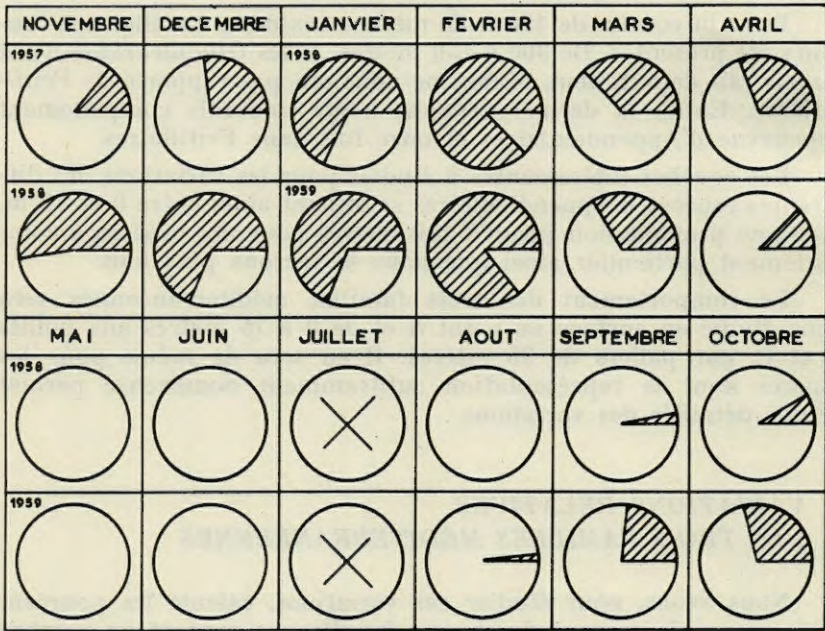 NOVEMBRE DECEMBRE JANVIER FEVRIER MARS AVRIL
1957 1958
1958 1959
MAI JUIN JUILLET AOUT SEPTEMBRE OCTOBRE
1958
1959